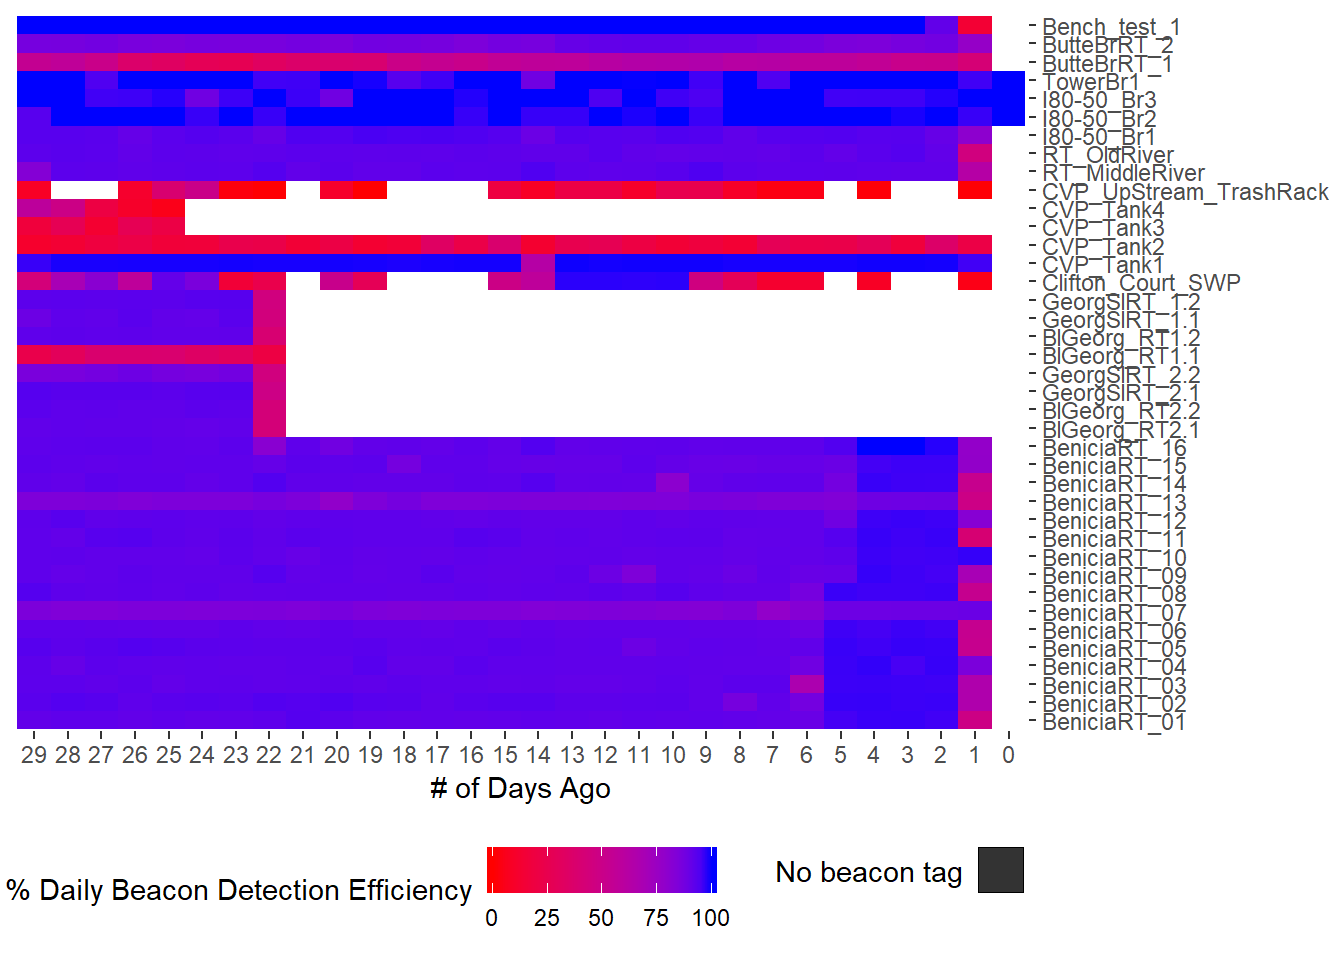 Bench_test_1
ButteBrRT_2
ButteBrRT_1
TowerBr1
I80-50_Br3
I80-50_Br2
I80-50_Br1
RT_OldRiver
RT_MiddleRiver
CVP_UpStream_TrashRack
CVP_Tank4
CVP_Tank3
CVP_Tank2
CVP_Tank1
Clifton_Court_SWP
GeorgSlRT_1.2
GeorgSlRT_1.1
BlGeorg_RT1.2
BlGeorg_RT1.1
GeorgSlRT_2.2
GeorgSlRT_2.1
BlGeorg_RT2.2
BlGeorg_RT2.1
BeniciaRT_16
BeniciaRT_15
BeniciaRT_14
BeniciaRT_13
BeniciaRT_12
BeniciaRT_11
BeniciaRT_10
BeniciaRT_09
BeniciaRT_08
BeniciaRT_07
BeniciaRT_06
BeniciaRT_05
BeniciaRT_04
BeniciaRT_03
BeniciaRT_02
BeniciaRT_01
29 28 27 26 25 24 23 22 21 20 19 18 17 16 15 14 13 12 11 10 9 8 7 6 5 4 3 2 1 0
# of Days Ago
% Daily Beacon Detection Efficiency
0 25 50 75 100
No beacon tag